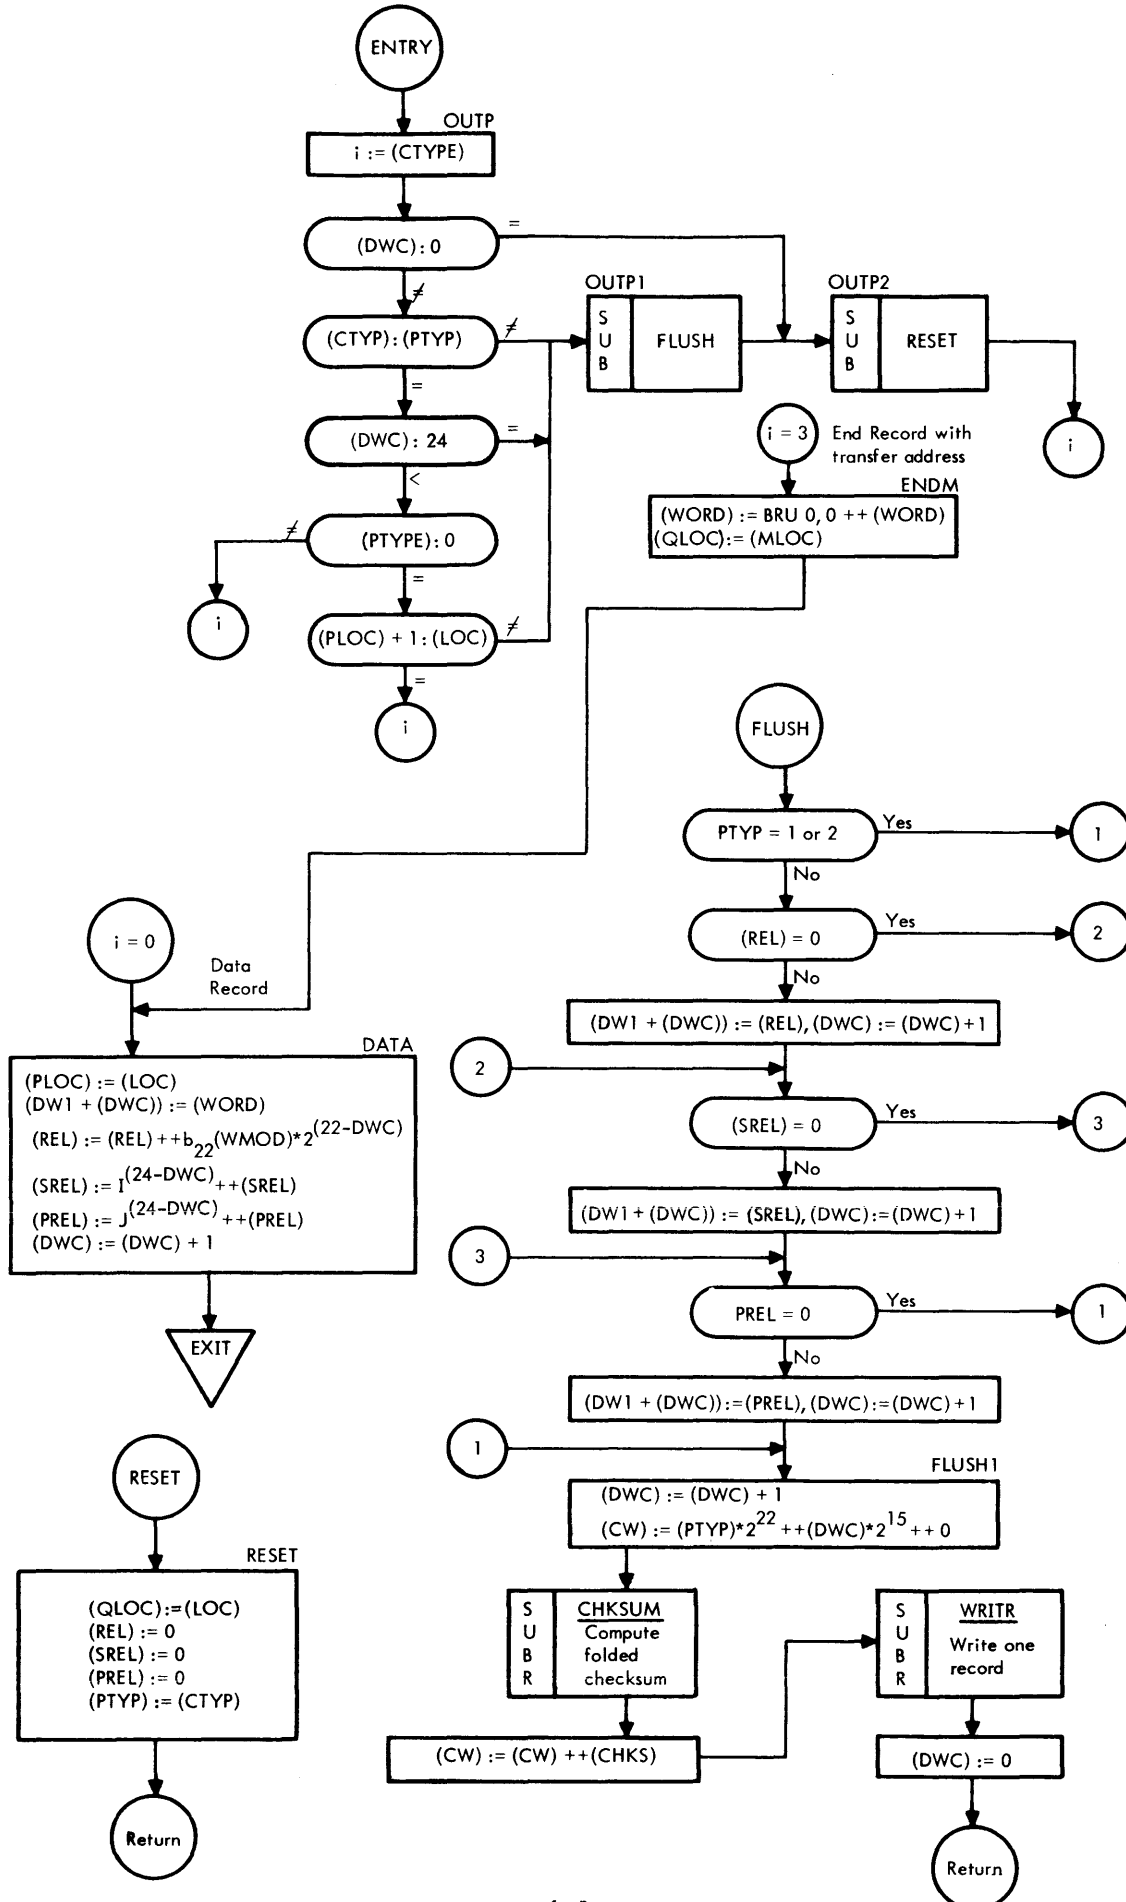 ENTRY
OUTP
i := (CTYPE)
(DWC) : 0
=
≠
(CTYP) : (PTYP)
≠
=
(DWC) : 24
=
<
(PTYPE) : 0
≠
i
=
(PLOC) + 1 : (LOC)
≠
=
i
OUTP1
S
U
B
FLUSH
OUTP2
S
U
B
RESET
i
i = 3
End Record with
transfer address
ENDM
(WORD) := BRU 0, 0 ++ (WORD)
(QLOC) := (MLOC)
i = 0
Data
Record
DATA
(PLOC) := (LOC)
(DW1 + (DWC)) := (WORD)
(REL) := (REL) ++b22(WMOD)*2(22-DWC)
(SREL) := I(24-DWC)++(SREL)
(PREL) := J(24-DWC)++(PREL)
(DWC) := (DWC) + 1
EXIT
RESET
RESET
(QLOC):=(LOC)
(REL) := 0
(SREL) := 0
(PREL) := 0
(PTYP) := (CTYP)
Return
FLUSH
PTYP = 1 or 2
Yes
1
No
(REL) = 0
Yes
2
No
(DW1 + (DWC)) := (REL), (DWC) := (DWC) +1
2
(SREL) = 0
Yes
3
No
(DW1 + (DWC)) := (SREL), (DWC) := (DWC) +1
3
PREL = 0
Yes
1
No
(DW1 + (DWC)) :=(PREL), (DWC) := (DWC) +1
1
FLUSH1
(DWC) := (DWC) + 1
(CW) := (PTYP)*2^22 ++(DWC)*2^15 ++ 0
S
U
B
R
CHKSUM
Compute
folded
checksum
(CW) := (CW) ++(CHKS)
S
U
B
R
WRITR
Write one
record
(DWC) := 0
Return